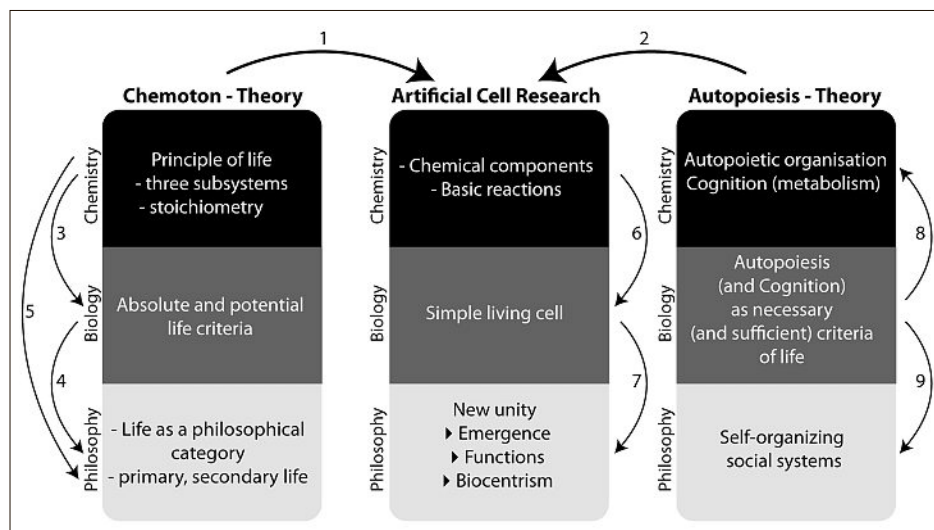 1
2
Chemoton - Theory
Artificial Cell Research
Autopoiesis - Theory
Chemistry
Principle of life
- three subsystems
- stoichiometry
3
5
Biology
Absolute and potential
life criteria
4
Philosophy
- Life as a philosophical
category
- primary, secondary life
Chemistry
- Chemical components
- Basic reactions
6
Biology
Simple living cell
7
Philosophy
New unity
Emergence
Functions
Biocentrism
Chemistry
Autopoietic organisation
Cognition (metabolism)
8
Biology
Autopoiesis
(and Cognition)
as necessary
(and sufficient) criteria
of life
9
Philosophy
Self-organizing
social systems